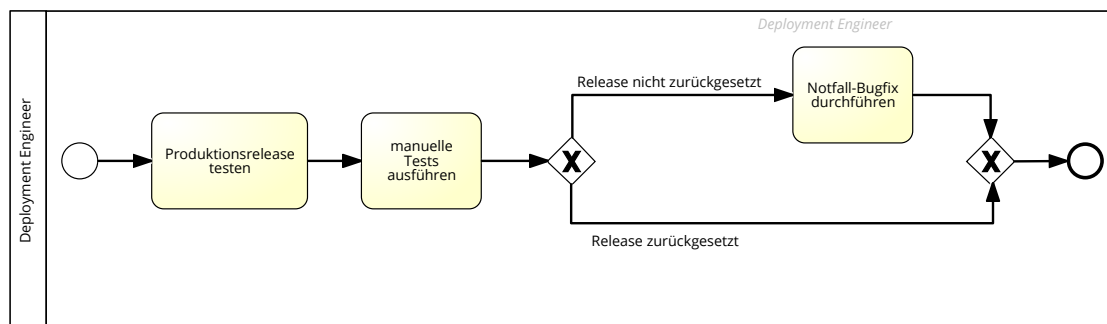 Deployment Engineer
Deployment Engineer
Produktionsrelease
testen
manuelle
Tests
ausführen
Release nicht zurückgesetzt
Notfall-Bugfix
durchführen
Release zurückgesetzt